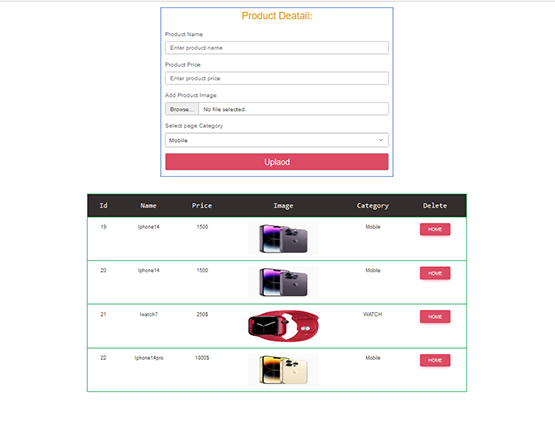 Product Deatail:
Product Name
Enter product name
Product Price
Enter product price
Add Product Image:
Browse... No file selected.
Select page Category
Mobile
Uplaod
Id Name Price Image Category Delete
19 Iphone14 1500 Mobile HOME
20 Iphone14 1500 Mobile HOME
21 Iwatch7 250$ WATCH HOME
22 Iphone14pro 1800$ Mobile HOME